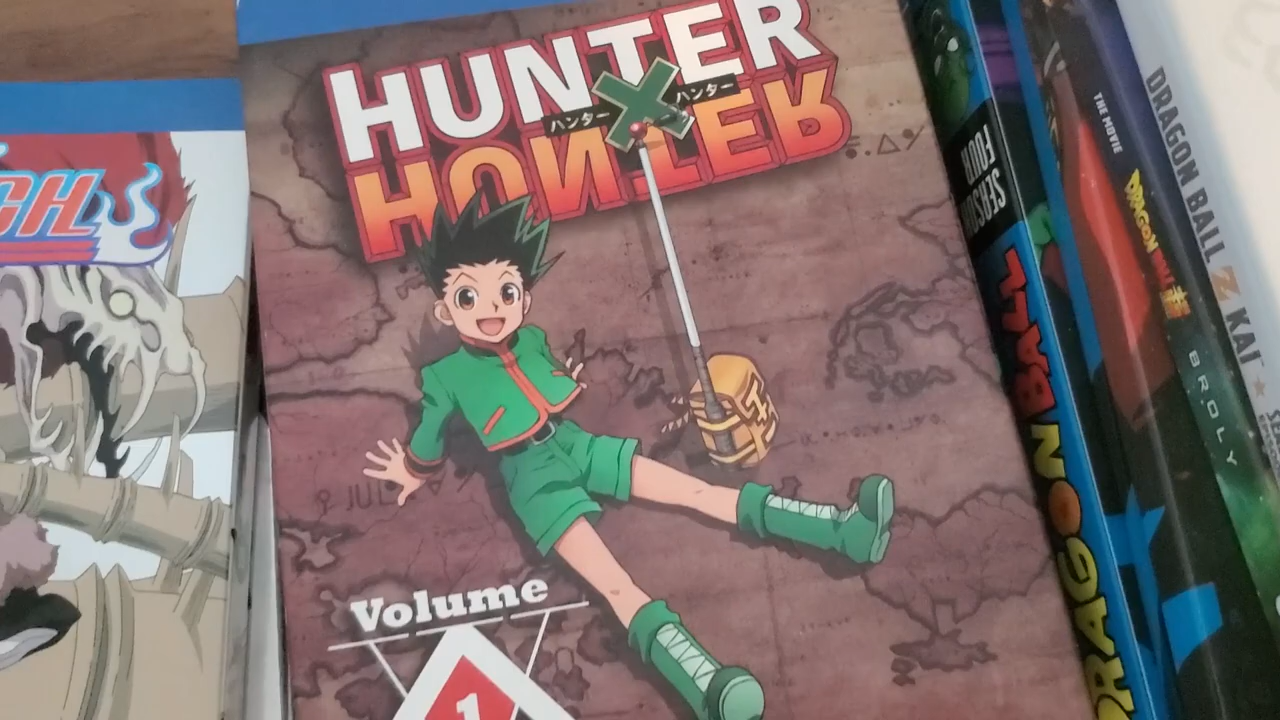 CH
HUNTER
ハンター
ハンター
HUNTER
Volume
1
SEASON
FOUR
DRAGON BALL
THE MOVIE
DRAGON BALL
超
BROLY
DRAGON BALL Z KAI